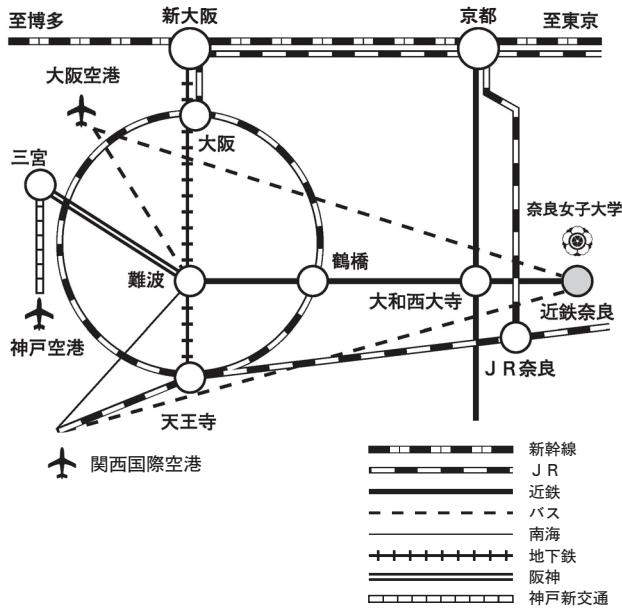 至博多
新大阪
京都
至東京
大阪空港
大阪
三宮
奈良女子大学
鶴橋
難波
大和西大寺
近鉄奈良
神戸空港
JR奈良
天王寺
関西国際空港
新幹線
JR
近鉄
バス
南海
地下鉄
阪神
神戸新交通